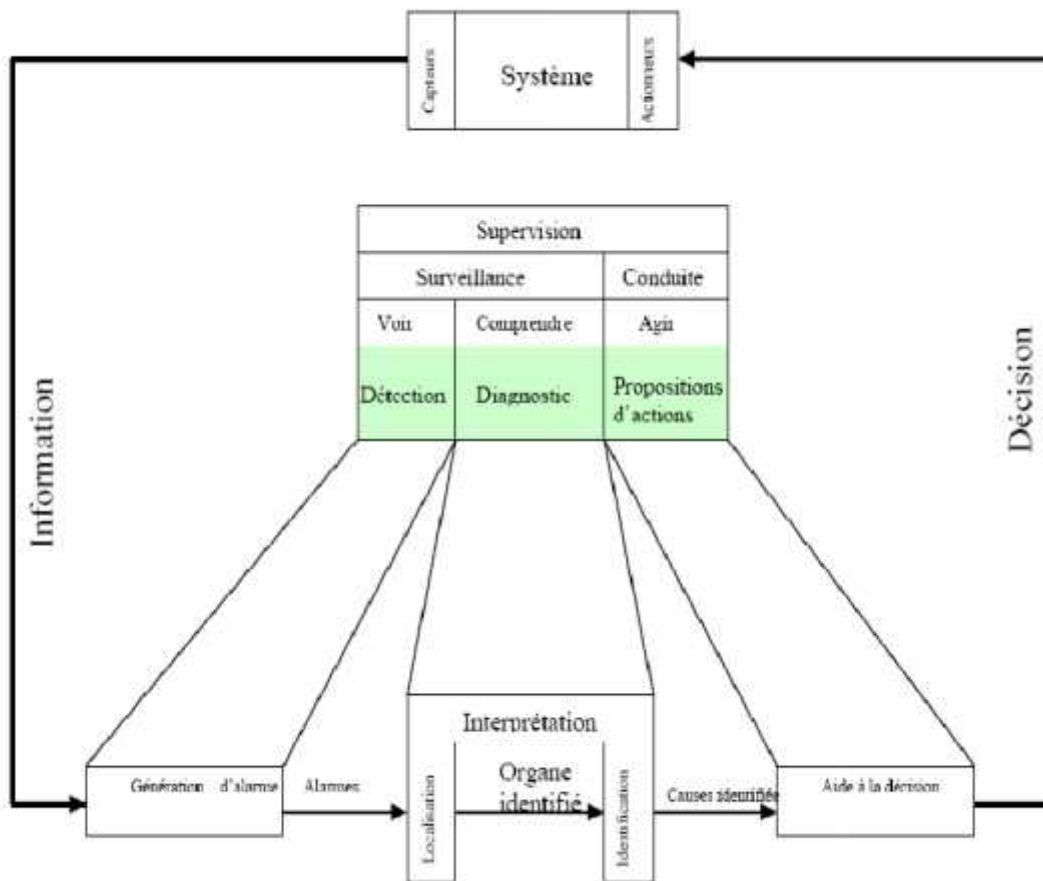 Capteurs
Système
Actionneurs
Supervision
Surveillance
Conduite
Voir
Comprendre
Agir
Détection
Diagnostic
Propositions
d'actions
Information
Décision
Interprétation
Génération d'alarme
Alarmes
Localisation
Organe
identifié
Identification
Causes identifiée
Aide à la décision